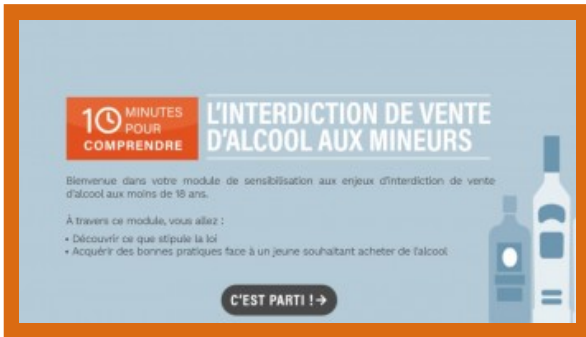 10 MINUTES
POUR
COMPRENDRE
L'INTERDICTION DE VENTE
D'ALCOOL AUX MINEURS
Bienvenue dans votre module de sensibilisation aux enjeux d'interdiction de vente
d'alcool aux moins de 18 ans.
À travers ce module, vous allez :
• Découvrir ce que stipule la loi
• Acquérir des bonnes pratiques face à un jeune souhaitant acheter de l'alcool
C'EST PARTI ! →